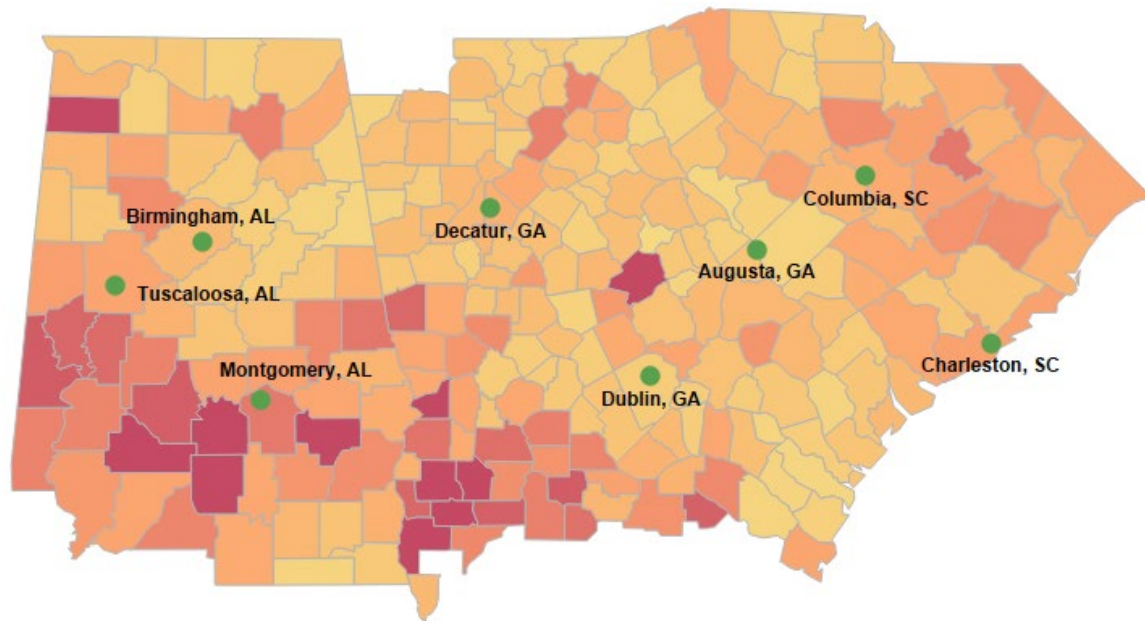 Columbia, SC
Birmingham, AL
Decatur, GA
Augusta, GA
Tuscaloosa, AL
Charleston, SC
Montgomery, AL
Dublin, GA